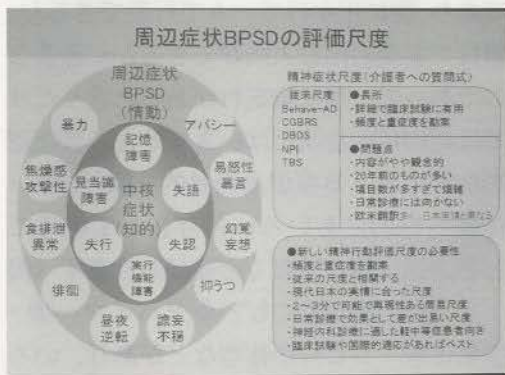 周辺症状BPSDの評価尺度
周辺症状
BPSD
(情動)
暴力
アパシー
記憶
障害
焦燥感
攻撃性
見当識
障害
中核
症状
(知的)
失語
易怒性
暴言
食排泄
異常
失行
失認
幻覚
妄想
徘徊
実行
機能
障害
抑うつ
昼夜
逆転
譫妄
不穏
精神症状尺度(介護者への質問式)
従来尺度
Behave-AD
CGBRS
DBDS
NPI
TBS
●長所
・詳細で臨床試験に有用
・頻度と重症度を勘案
●問題点
・内容がやや観念的
・20年前のものが多い
・項目数が多すぎて煩雑
・日常診療には向かない
・欧米翻訳多く、日本実情と異なる
●新しい精神行動評価尺度の必要性
・頻度と重症度を勘案
・従来の尺度と相関する
・現代日本の実情に合った尺度
・2～3分で可能で再現性ある簡易尺度
・日常診療で効果として差が出易い尺度
・神経内科診療に適した軽中等症患者向き
・臨床試験や国際的適応があればベスト